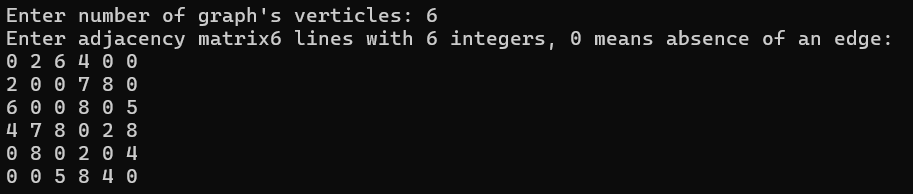 Enter number of graph's verticles: 6
Enter adjacency matrix6 lines with 6 integers, 0 means absence of an edge:
0 2 6 4 0 0
2 0 0 7 8 0
6 0 0 8 0 5
4 7 8 0 2 8
0 8 0 2 0 4
0 0 5 8 4 0